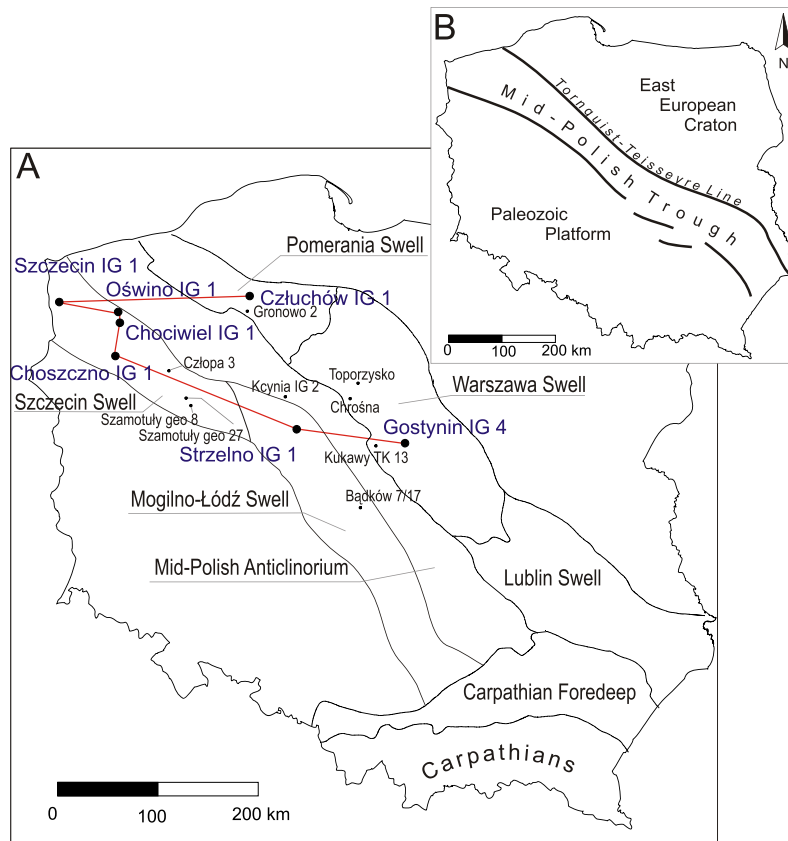 A
Pomerania Swell
Szczecin IG 1
Oświno IG 1
Człuchów IG 1
Gronowo 2
Chociwiel IG 1
Choszczno IG 1
Człopa 3
Toporzysko
Kcynia IG 2
Warszawa Swell
Szczecin Swell
Chrośna
Szamotuły geo 8
Szamotuły geo 27
Gostynin IG 4
Strzelno IG 1
Kukawy TK 13
Mogilno-Łódź Swell
Bądków 7/17
Mid-Polish Anticlinorium
Lublin Swell
Carpathian Foredeep
Carpathians
0 100 200 km
B
N
East
European
Craton
Tornquist-Teisseyre Line
Mid-Polish Trough
Paleozoic
Platform
0 100 200 km